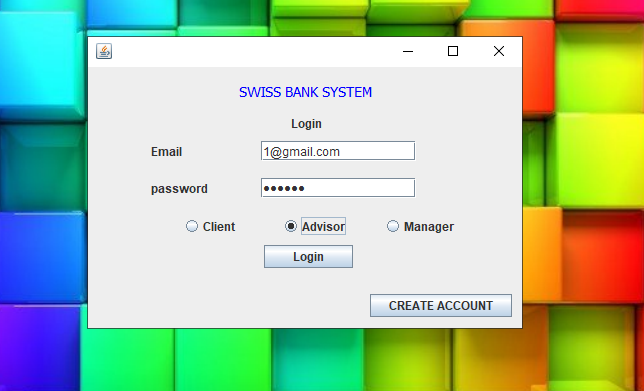 SWISS BANK SYSTEM
Login
Email 1@gmail.com
password ••••••
Client Advisor Manager
Login
CREATE ACCOUNT